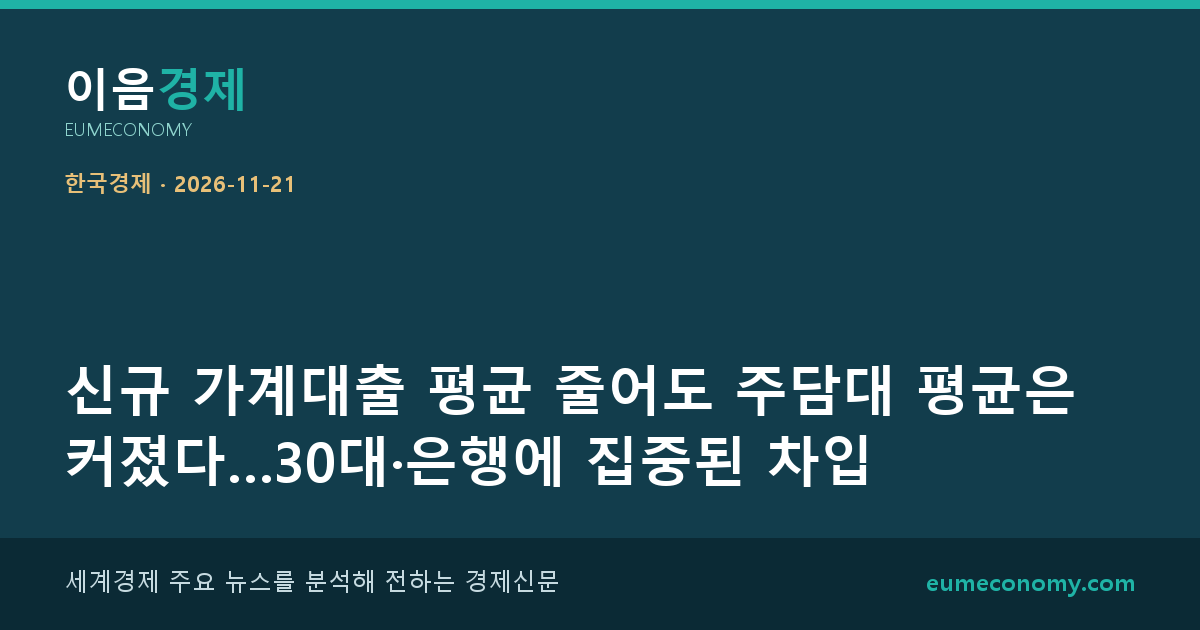 이음경제
EUMECONOMY
한국경제 · 2026-11-21
신규 가계대출 평균 줄어도 주담대 평균은
커졌다…30대·은행에 집중된 차입
세계경제 주요 뉴스를 분석해 전하는 경제신문
eumeconomy.com